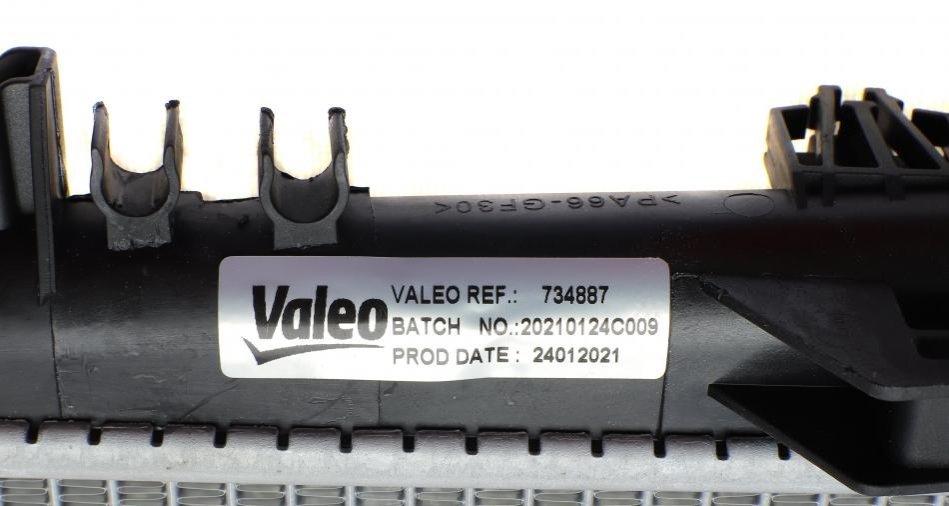 >PA66-GF30<
Valeo
VALEO REF.: 734887
BATCH NO.:20210124C009
PROD DATE : 24012021